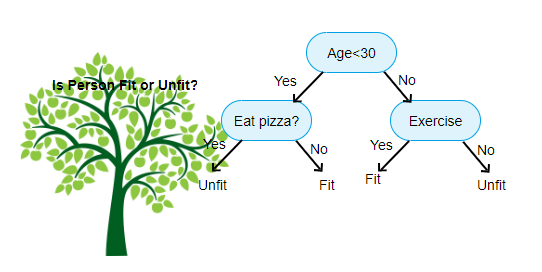 Is Person Fit or Unfit?
Age<30
Yes
No
Eat pizza?
Exercise
Yes
No
Yes
No
Unfit
Fit
Fit
Unfit